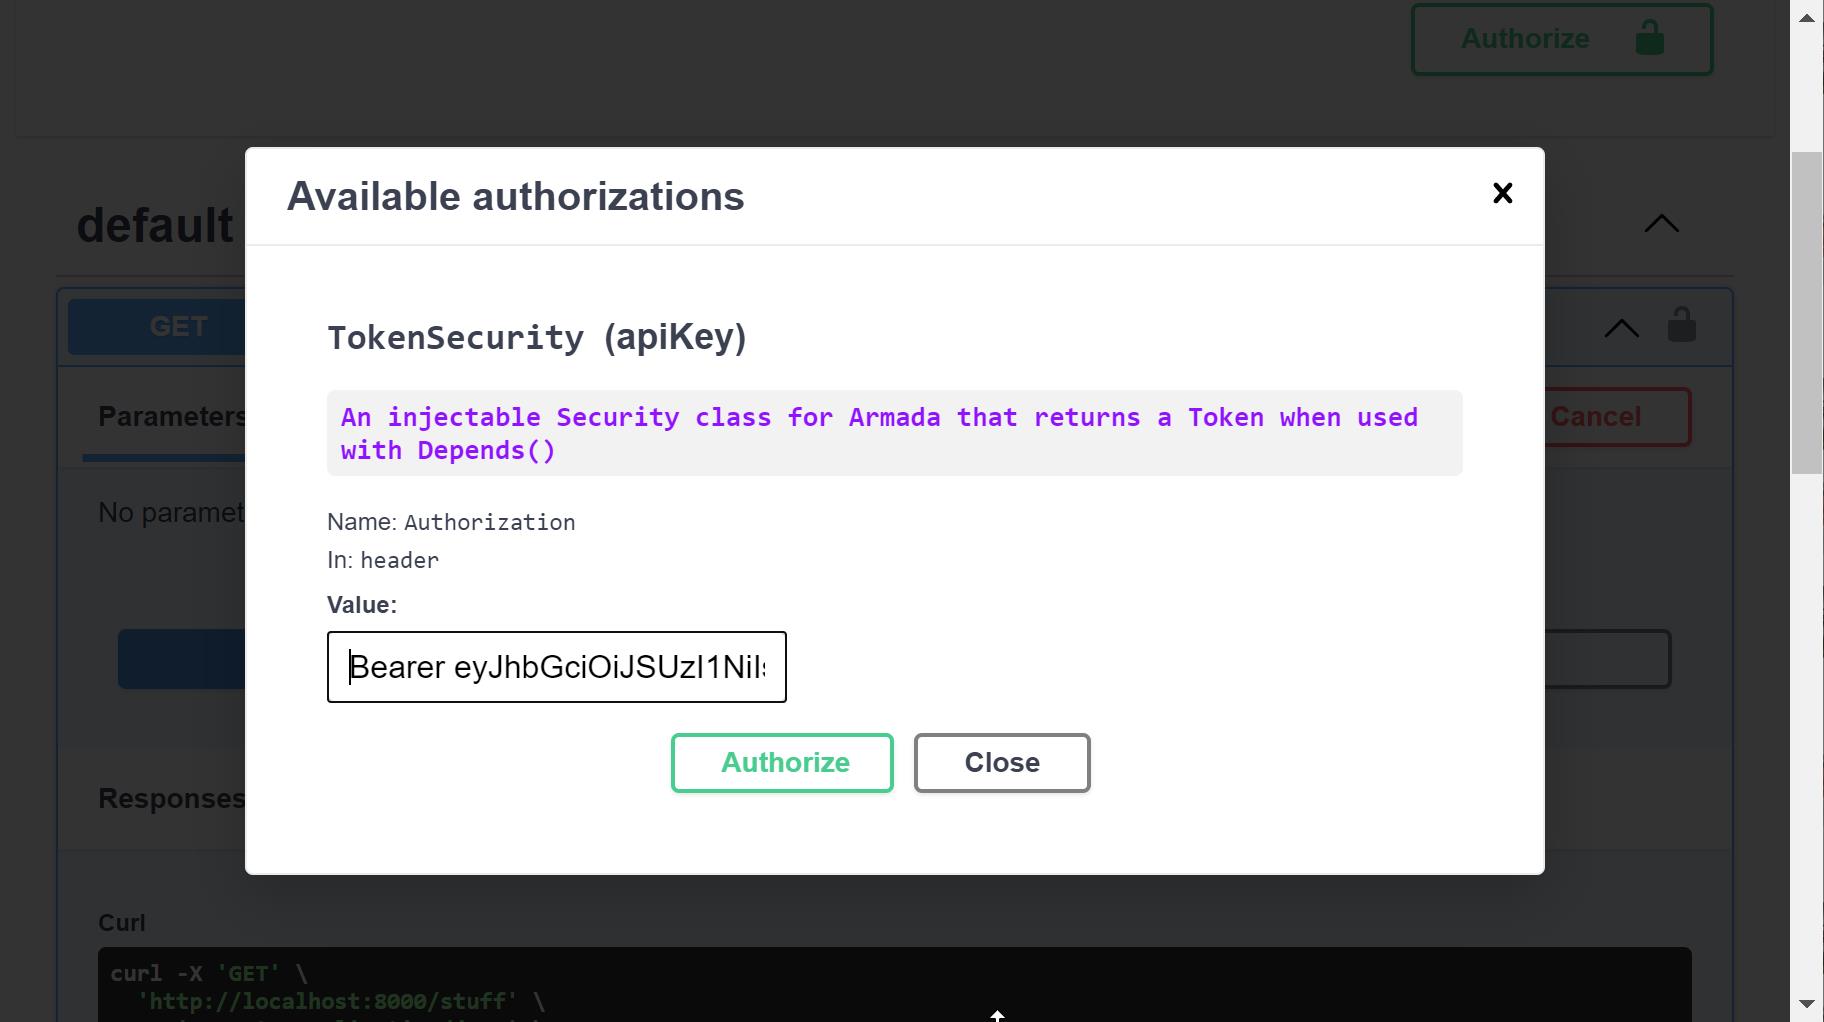 Authorize
Available authorizations
default
GET
TokenSecurity (apiKey)
Parameters
Cancel
An injectable Security class for Armada that returns a Token when used
with Depends()
No paramet
Name: Authorization
In: header
Value:
Bearer eyJhbGciOiJSUzI1NiIs
Authorize
Close
Responses
Curl
curl -X 'GET' \
'http://localhost:8000/stuff' \